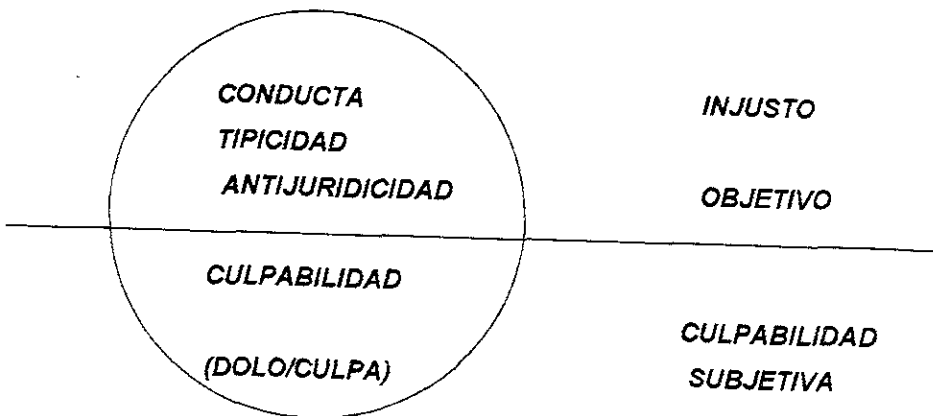 CONDUCTA
TIPICIDAD
ANTIJURIDICIDAD
INJUSTO
OBJETIVO
CULPABILIDAD
(DOLO/CULPA)
CULPABILIDAD
SUBJETIVA